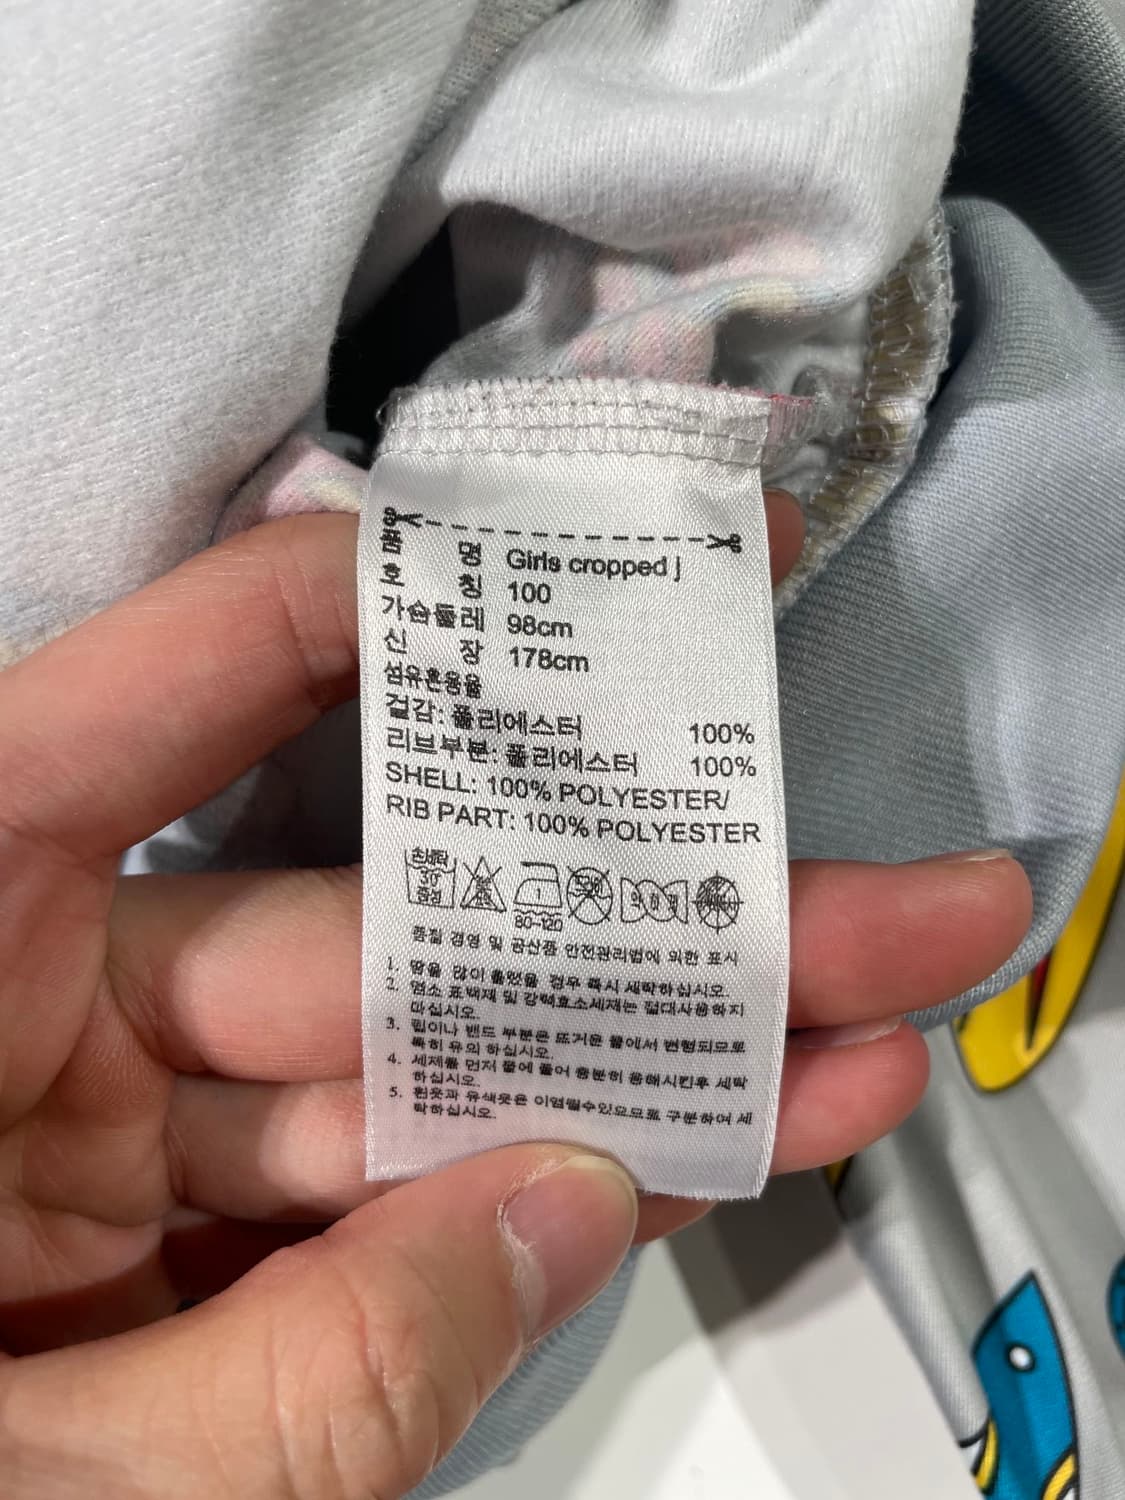 품 명 Girls cropped j
호 칭 100
가슴둘레 98cm
신 장 178cm
섬유혼용율
겉감: 폴리에스터 100%
리브부분: 폴리에스터 100%
SHELL: 100% POLYESTER/
RIB PART: 100% POLYESTER
손세탁
30°
중성
80~120
품질 경영 및 공산품 안전관리법에 의한 표시
1. 땀을 많이 흘렸을 경우 즉시 세탁하십시오.
2. 염소 표백제 및 강력효소세제는 절대사용하지
마십시오.
3. 립이나 밴드 부분은 뜨거운 물에서 변형되므로
특히 유의 하십시오.
4. 세제를 먼저 물에 풀어 충분히 용해시킨후 세탁
하십시오.
5. 흰옷과 유색옷은 이염될수있으므로 구분하여 세
탁하십시오.